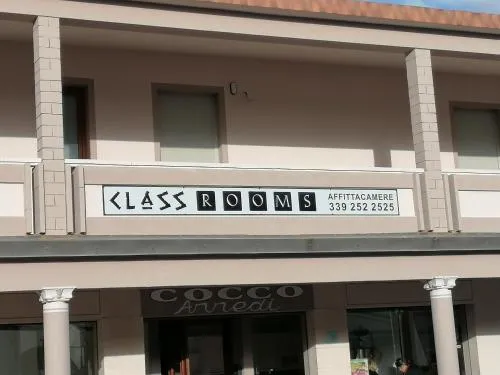 CLASS ROOMS AFFITTACAMERE
339 252 2525
COCCO
Arredi